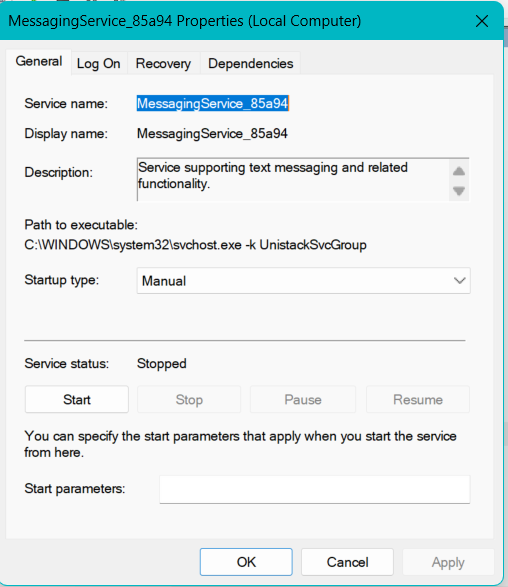 MessagingService_85a94 Properties (Local Computer)
General Log On Recovery Dependencies
Service name: MessagingService_85a94
Display name: MessagingService_85a94
Description: Service supporting text messaging and related
functionality.
Path to executable:
C:\WINDOWS\system32\svchost.exe -k UnistackSvcGroup
Startup type: Manual
Service status: Stopped
Start Stop Pause Resume
You can specify the start parameters that apply when you start the service
from here.
Start parameters:
OK Cancel Apply